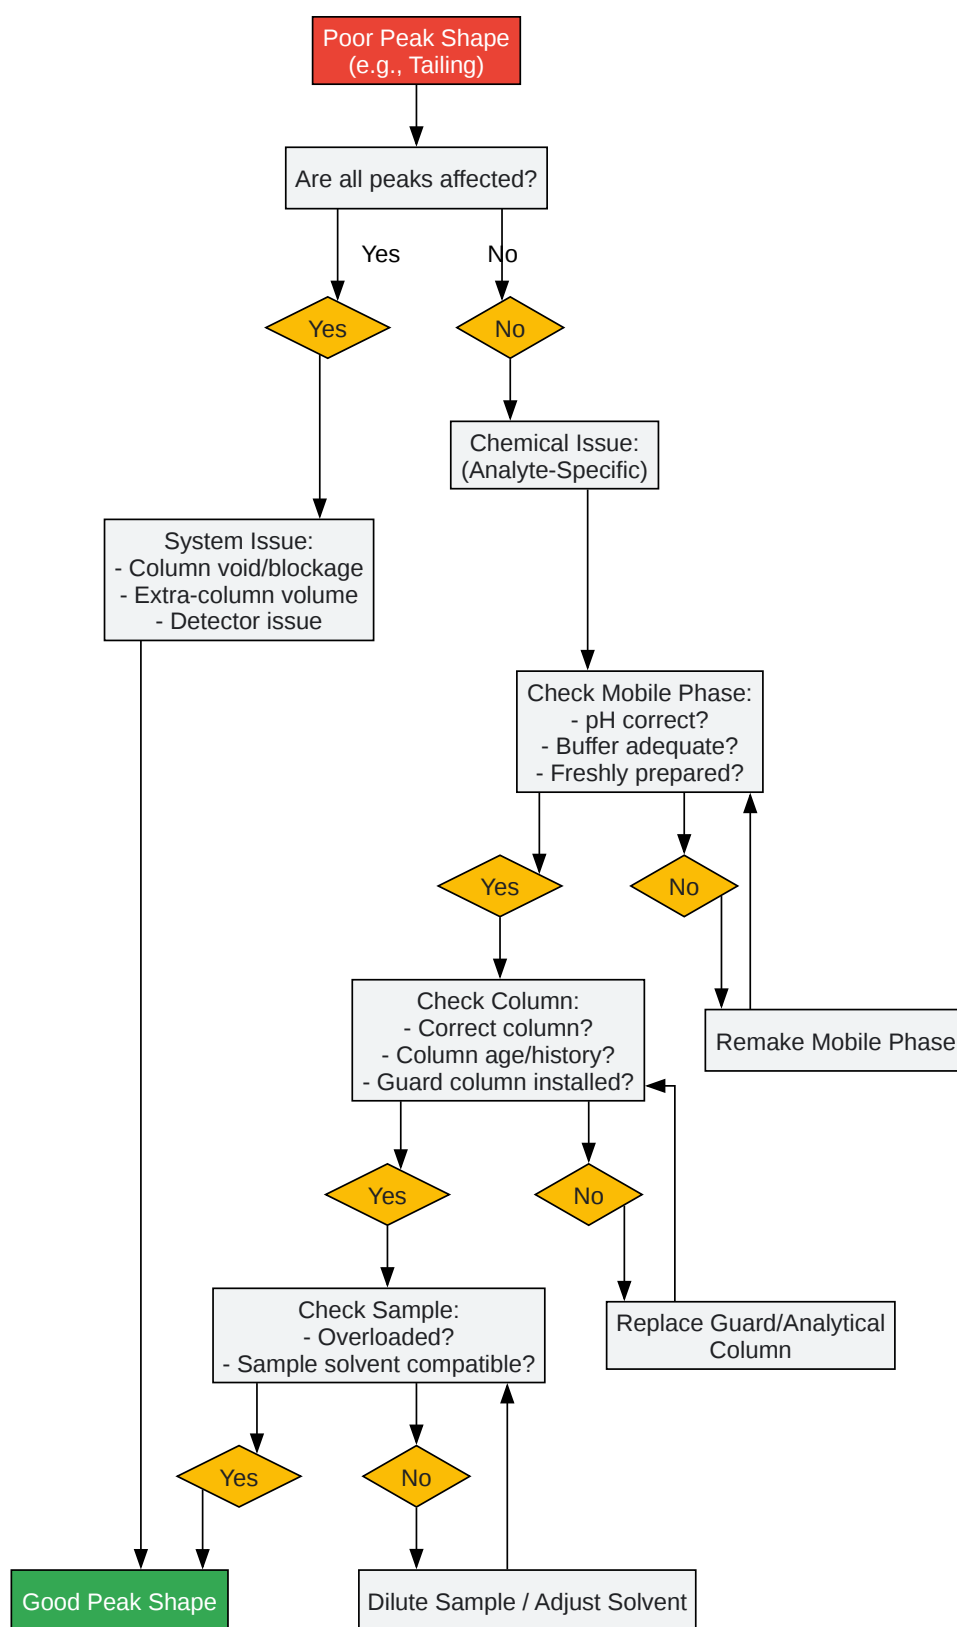 Poor Peak Shape
(e.g., Tailing)
Are all peaks affected?
Yes
No
Yes
No
Chemical Issue:
(Analyte-Specific)
System Issue:
- Column void/blockage
- Extra-column volume
- Detector issue
Check Mobile Phase:
- pH correct?
- Buffer adequate?
- Freshly prepared?
Yes
No
Check Column:
- Correct column?
- Column age/history?
- Guard column installed?
Remake Mobile Phase
Yes
No
Check Sample:
- Overloaded?
- Sample solvent compatible?
Replace Guard/Analytical
Column
Yes
No
Good Peak Shape
Dilute Sample / Adjust Solvent